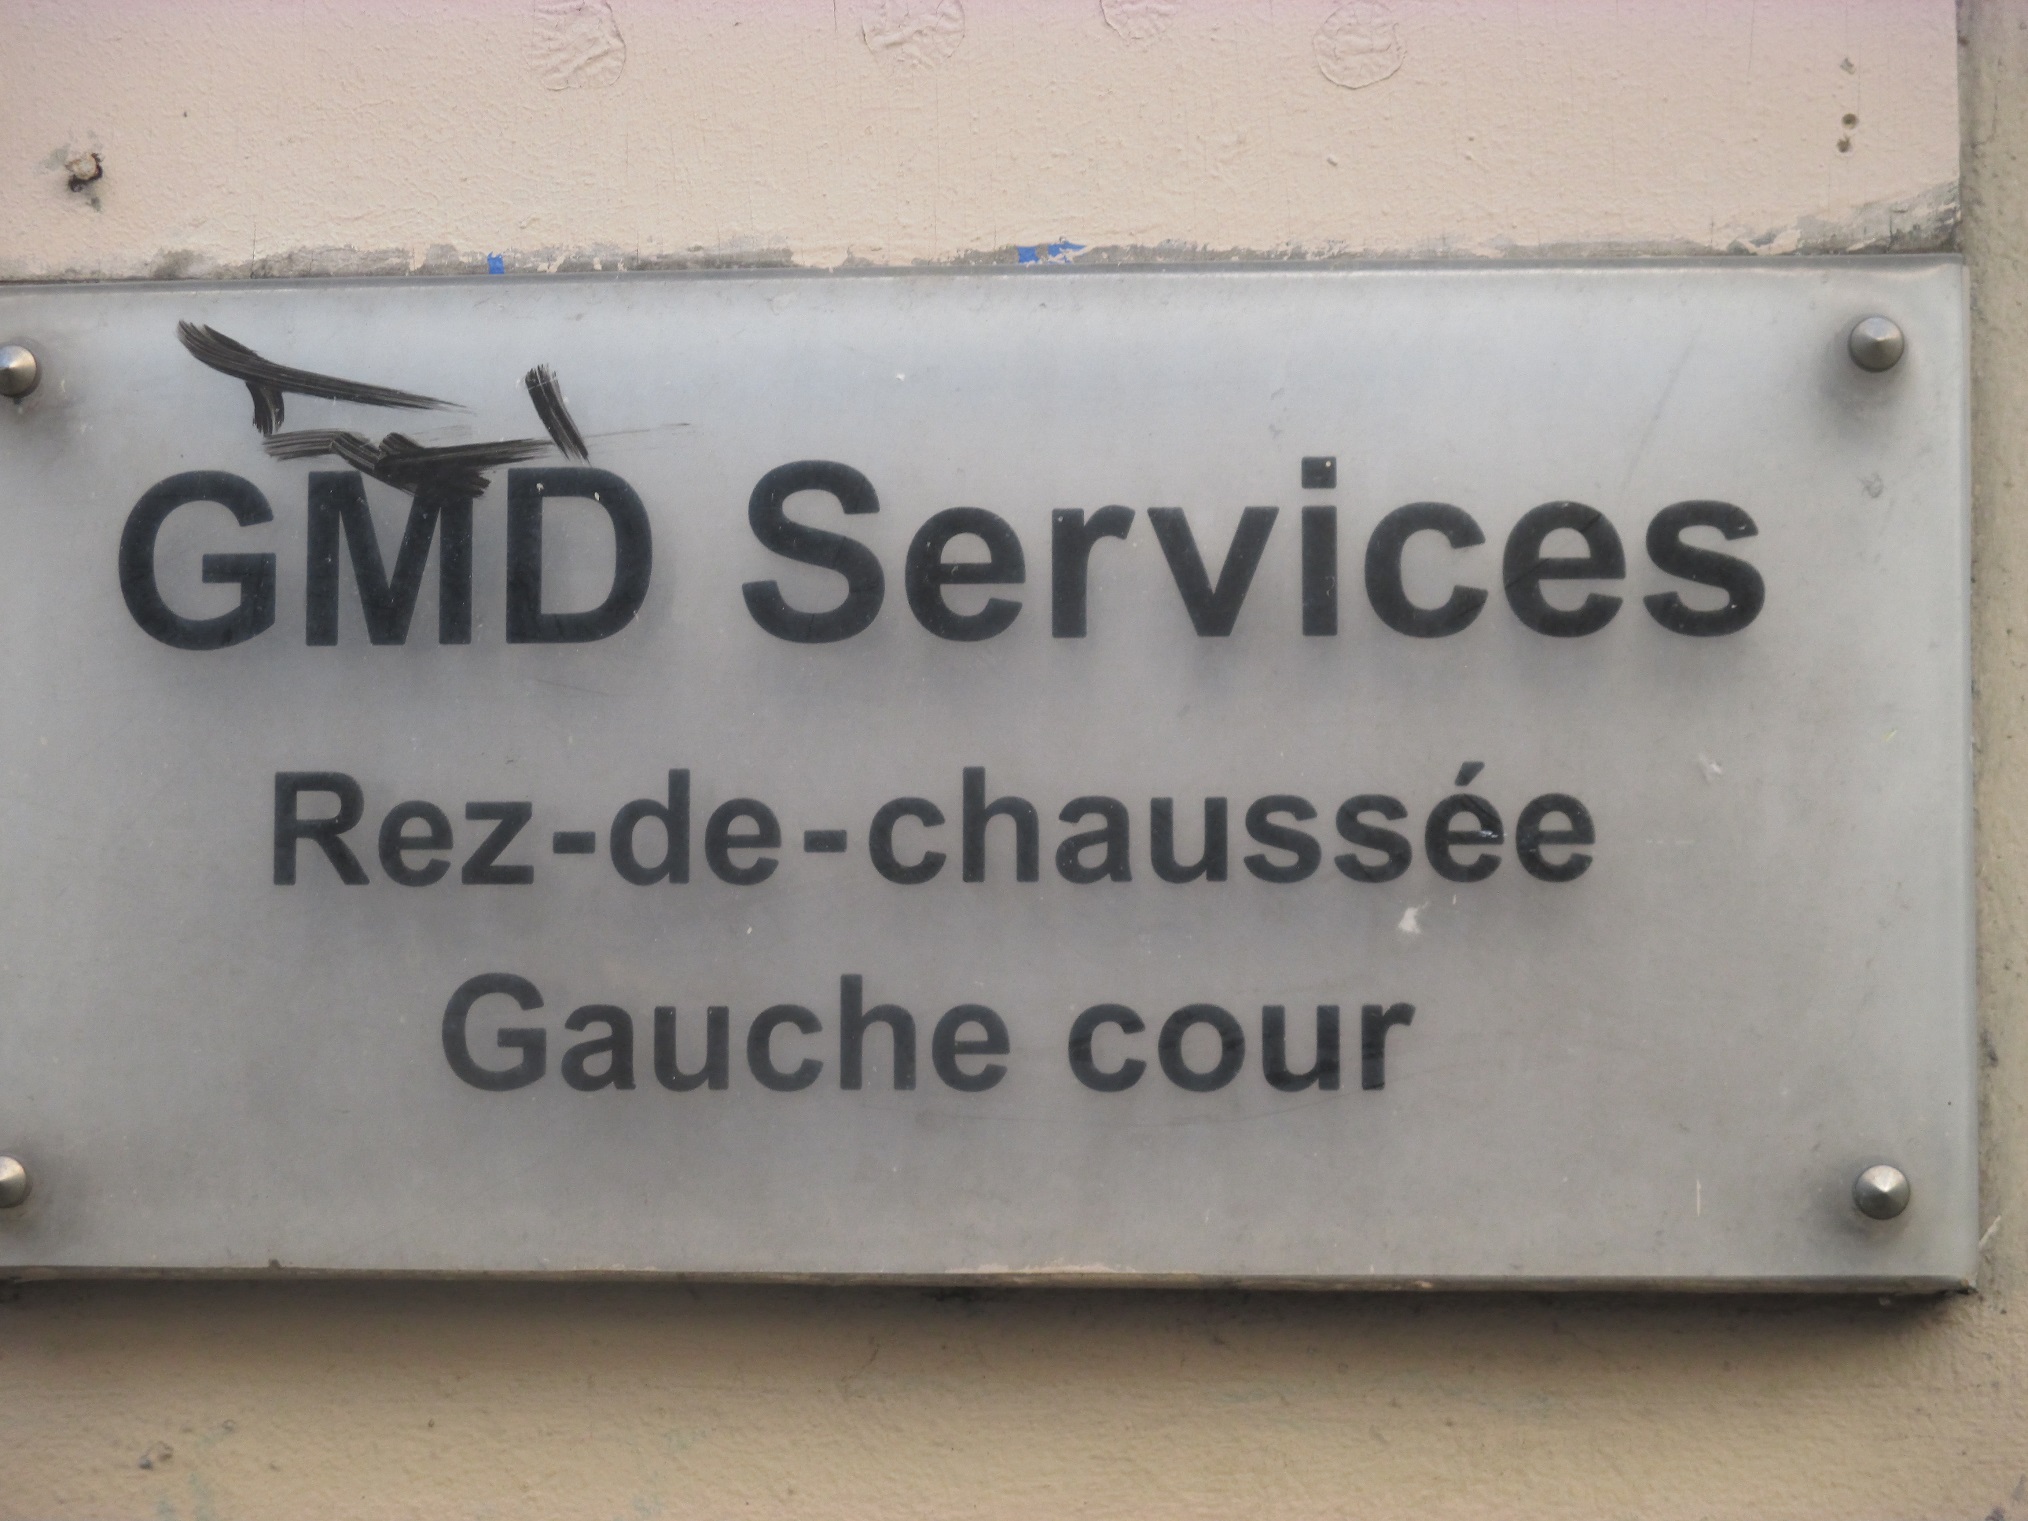 GMD Services
Rez-de-chaussée
Gauche cour